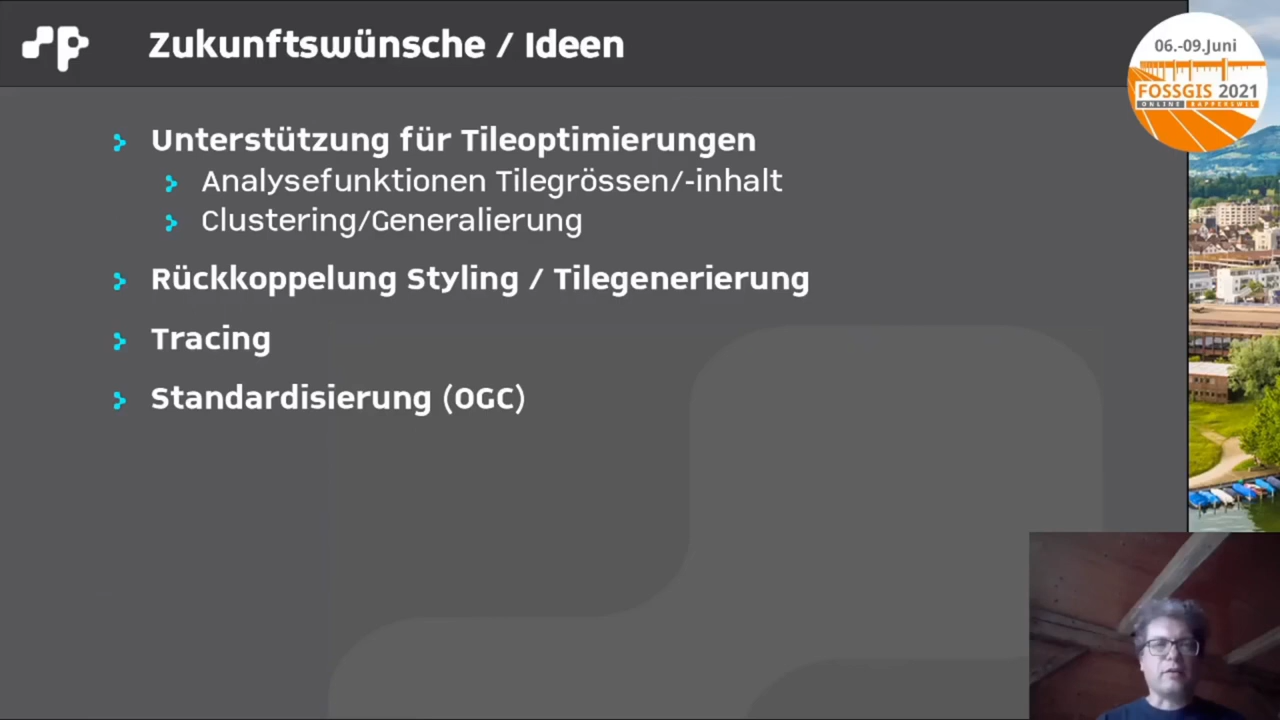 Zukunftswünsche / Ideen
06.-09.Juni
FOSSGIS 2021
ONLINE RAPPERSWIL
Unterstützung für Tileoptimierungen
Analysefunktionen Tilegrössen/-inhalt
Clustering/Generalierung
Rückkoppelung Styling / Tilegenerierung
Tracing
Standardisierung (OGC)